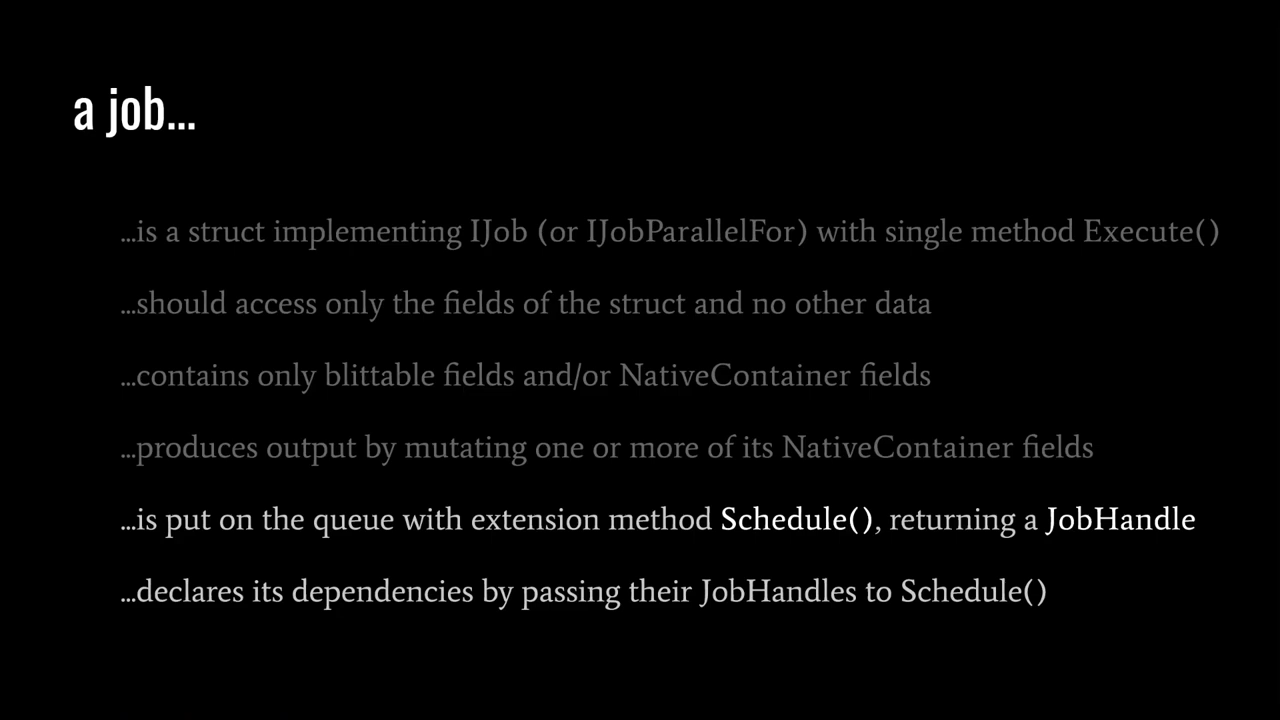 a job...
...is a struct implementing IJob (or IJobParallelFor) with single method Execute()
...should access only the fields of the struct and no other data
...contains only blittable fields and/or NativeContainer fields
...produces output by mutating one or more of its NativeContainer fields
...is put on the queue with extension method Schedule(), returning a JobHandle
...declares its dependencies by passing their JobHandles to Schedule()